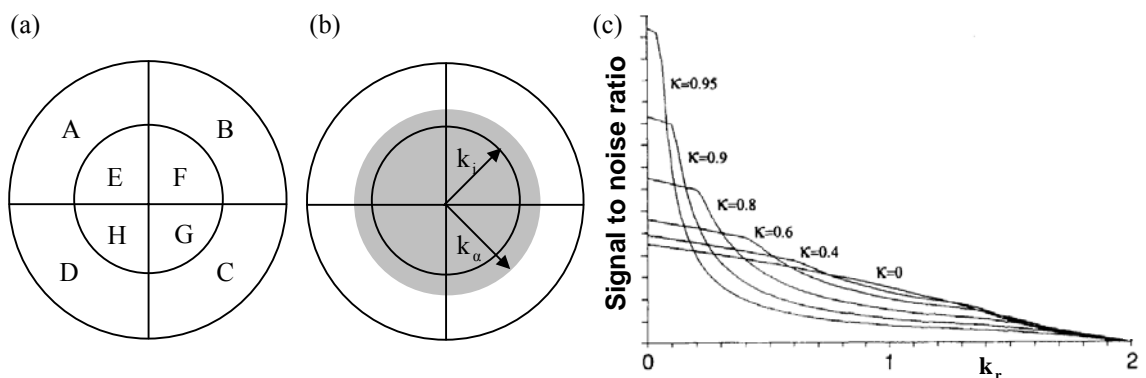 (a)
A
B
E
F
H
G
D
C
(b)
k_i
k_α
(c)
Signal to noise ratio
K=0.95
K=0.9
K=0.8
K=0.6
K=0.4
K=0
0
1
2
k_r